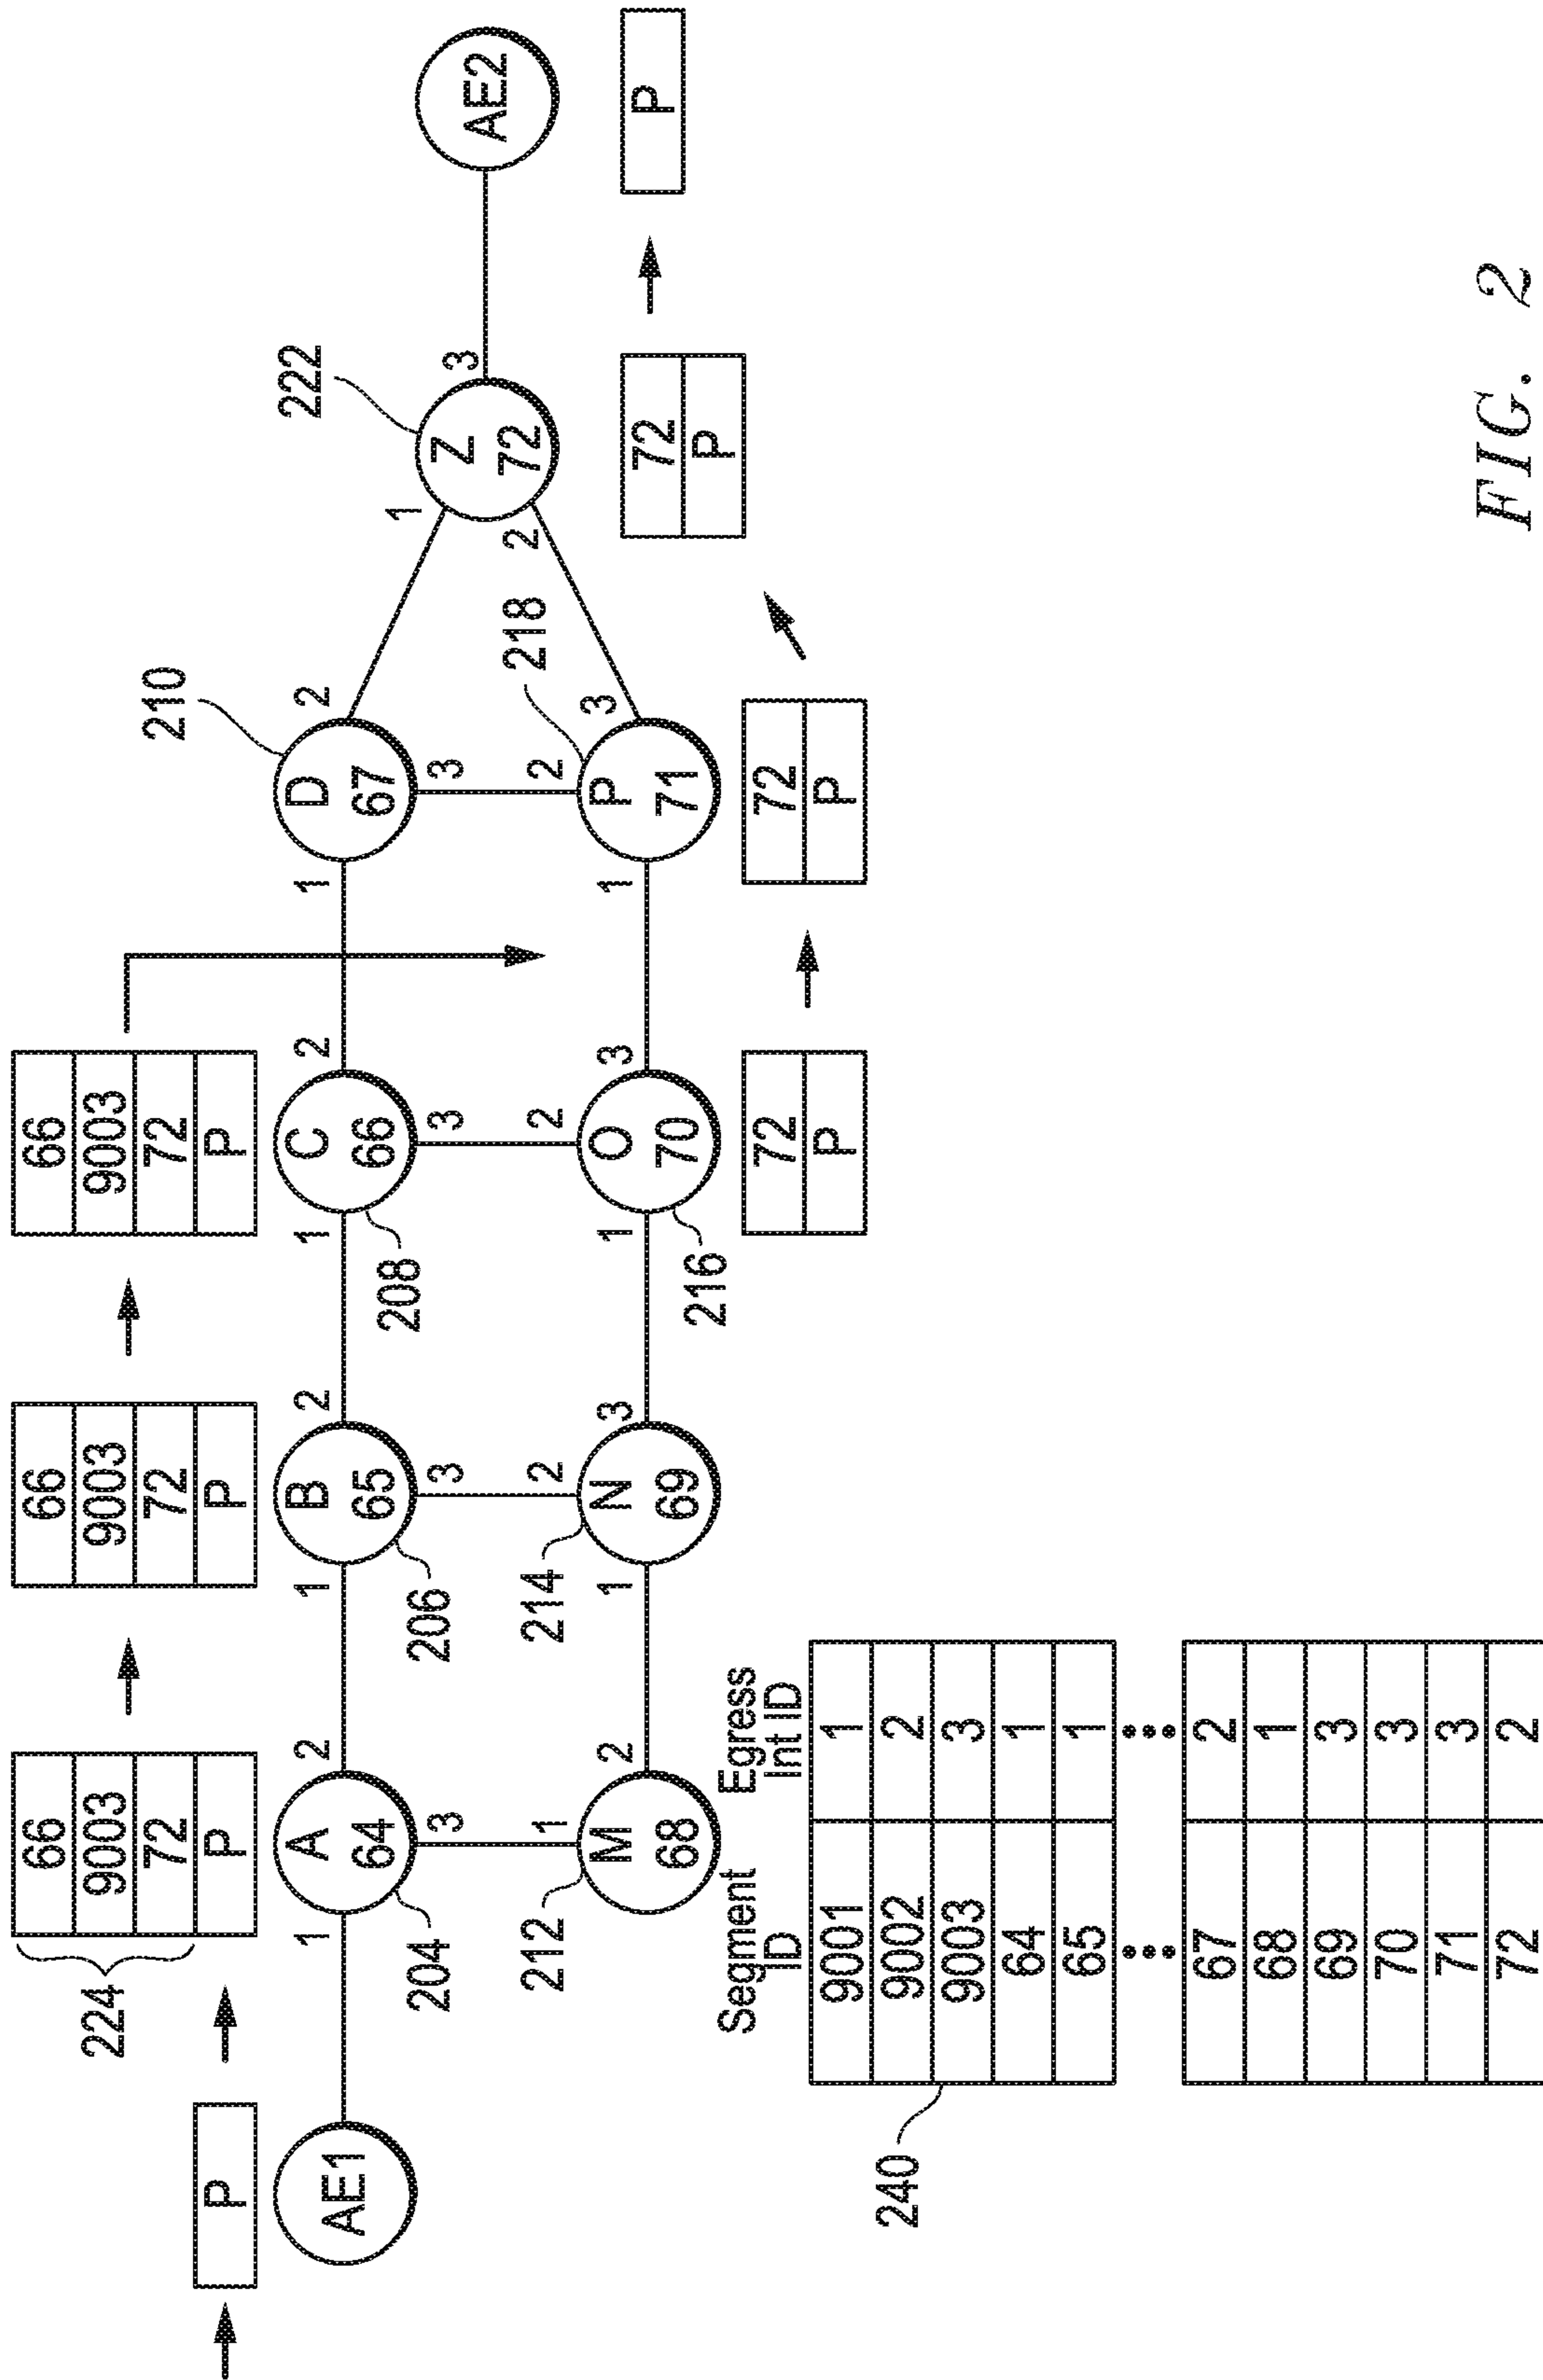 66 66 66
224 9003 9003 9003
72 72 72
P P P P
210 222
1 2 1 2 1 2 1 2
AE1 A B C D
64 65 66 67
1 3
204 3 206 3 208 3 3 Z AE2
72
212 1 214 2 2 2 218 2
M N O P
68 69 70 71
2 1 3 1 3 1 3
216
72 P
P
72 72
P P
Segment ID Egress Int ID
240 9001 1
9002 2
9003 3
64 1
65 1
67 2
68 1
69 3
70 3
71 3
72 2
FIG. 2